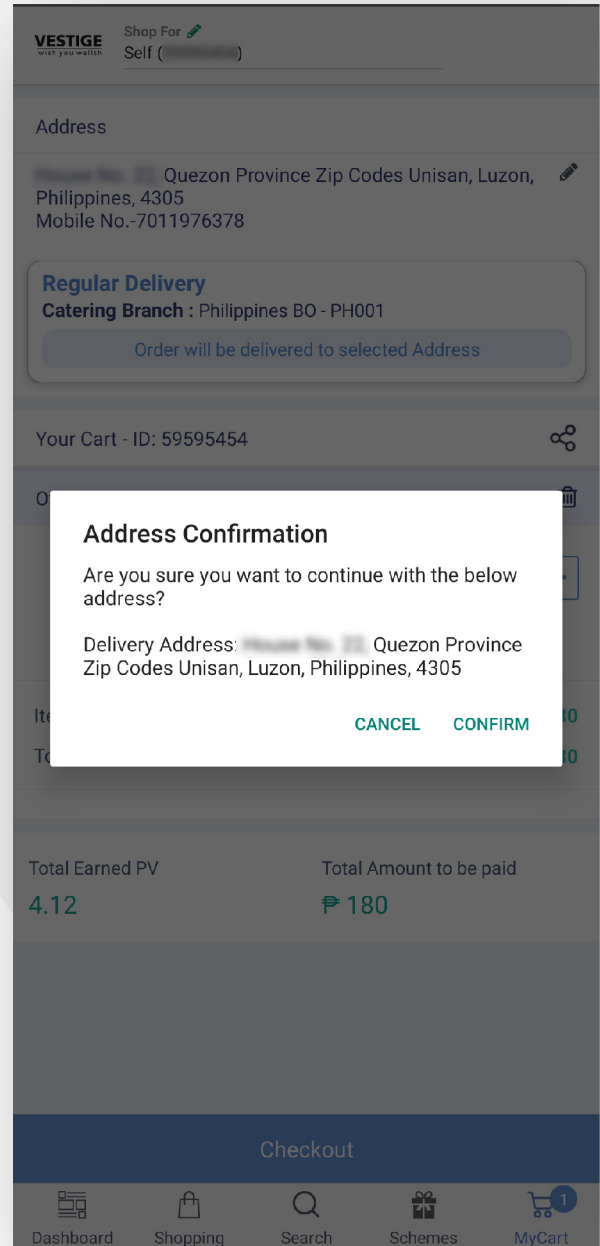 VESTIGE
wish you wellth
Shop For
Self ( )
Address
Quezon Province Zip Codes Unisan, Luzon,
Philippines, 4305
Mobile No.-7011976378
Regular Delivery
Catering Branch : Philippines BO - PH001
Order will be delivered to selected Address
Your Cart - ID: 59595454
Address Confirmation
Are you sure you want to continue with the below
address?
Delivery Address: Quezon Province
Zip Codes Unisan, Luzon, Philippines, 4305
CANCEL CONFIRM
Total Earned PV
4.12
Total Amount to be paid
₱ 180
Checkout
Dashboard Shopping Search Schemes MyCart
1